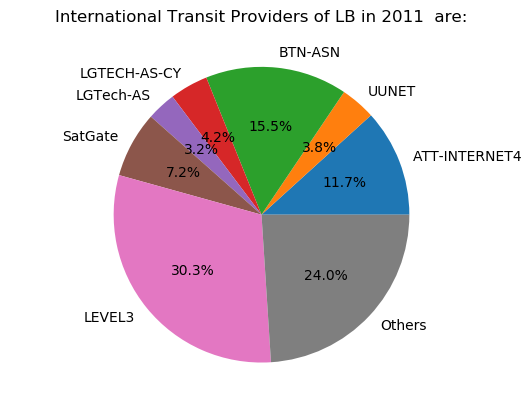 International Transit Providers of LB in 2011  are:
BTN-ASN
LGTECH-AS-CY
UUNET
LGTech-AS
15.5%
4.2%
SatGate
3.8%
3.2%
ATT-INTERNET4
7.2%
11.7%
30.3%
24.0%
LEVEL3
Others